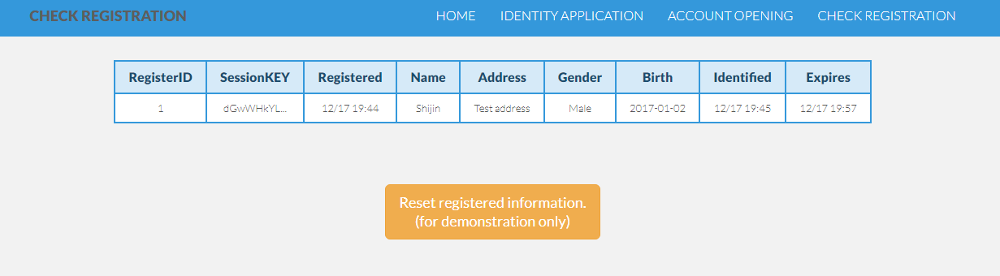 CHECK REGISTRATION HOME IDENTITY APPLICATION ACCOUNT OPENING CHECK REGISTRATION
RegisterID SessionKEY Registered Name Address Gender Birth Identified Expires
1 dGwWHkYL... 12/17 19:44 Shijin Test address Male 2017-01-02 12/17 19:45 12/17 19:57
Reset registered information.
(for demonstration only)